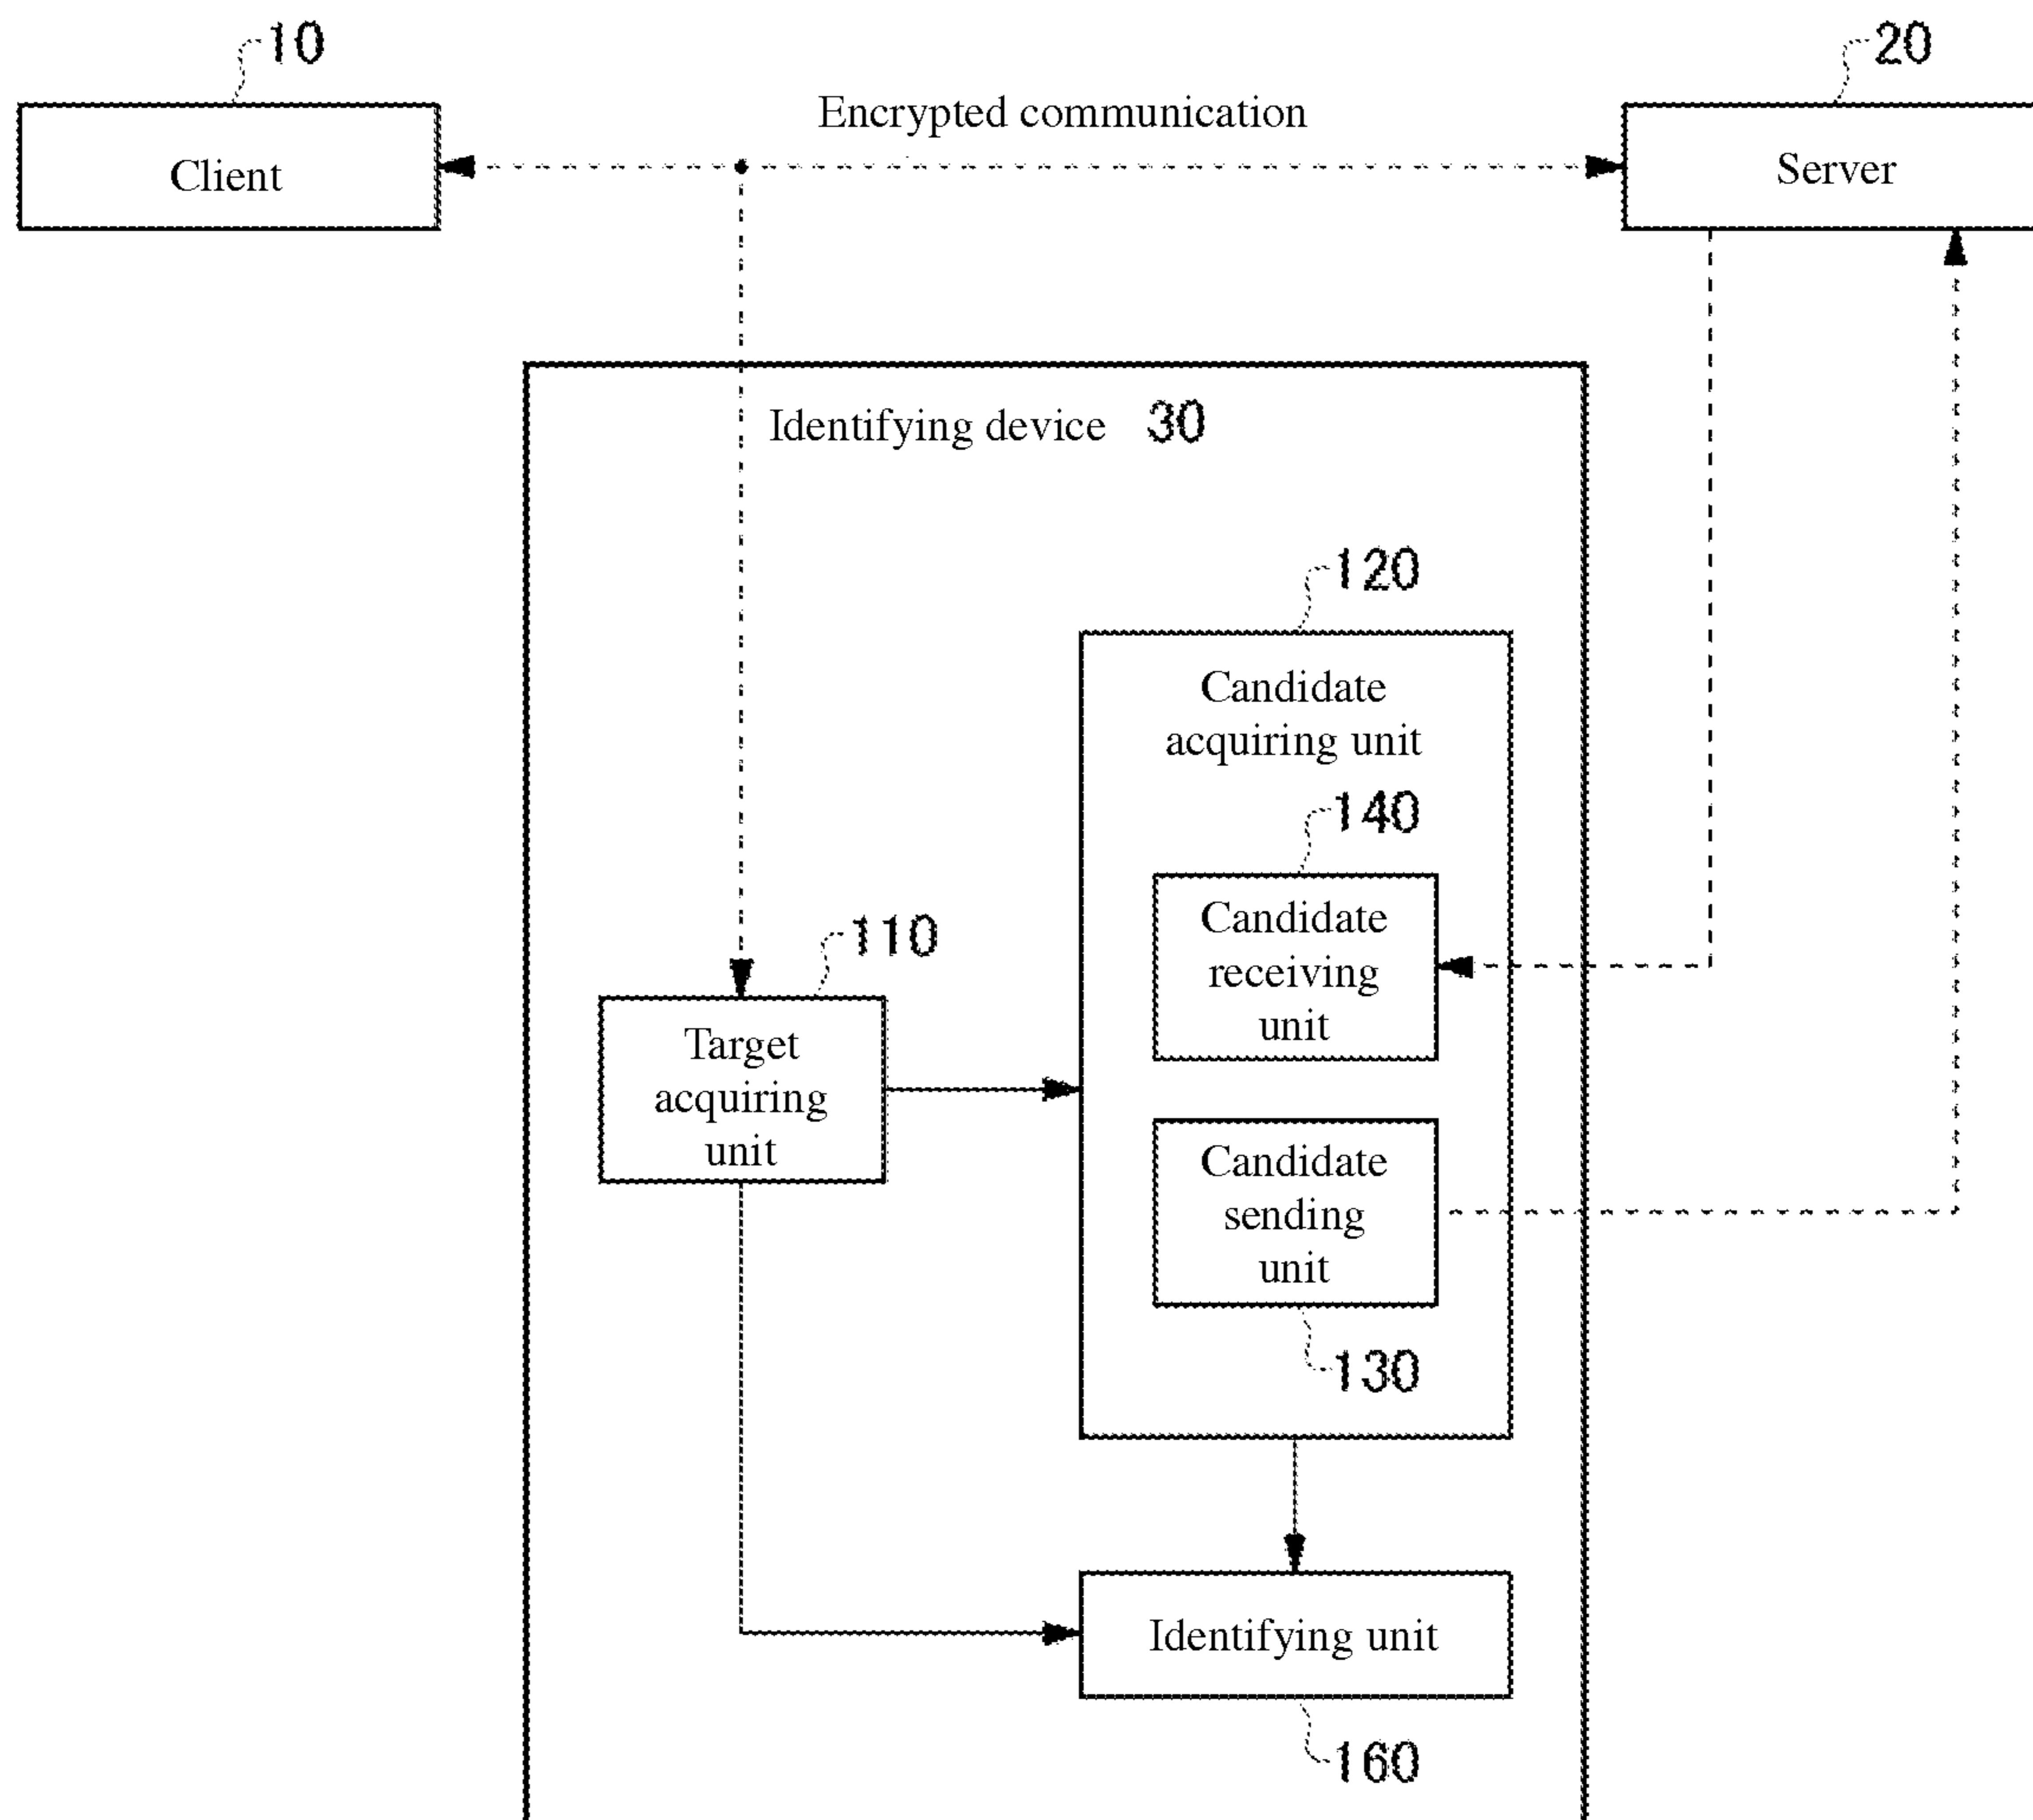 10
20
Encrypted communication
Client
Server
Identifying device 30
120
Candidate
acquiring unit
140
Candidate
receiving
unit
110
Target
acquiring
unit
Candidate
sending
unit
130
Identifying unit
160